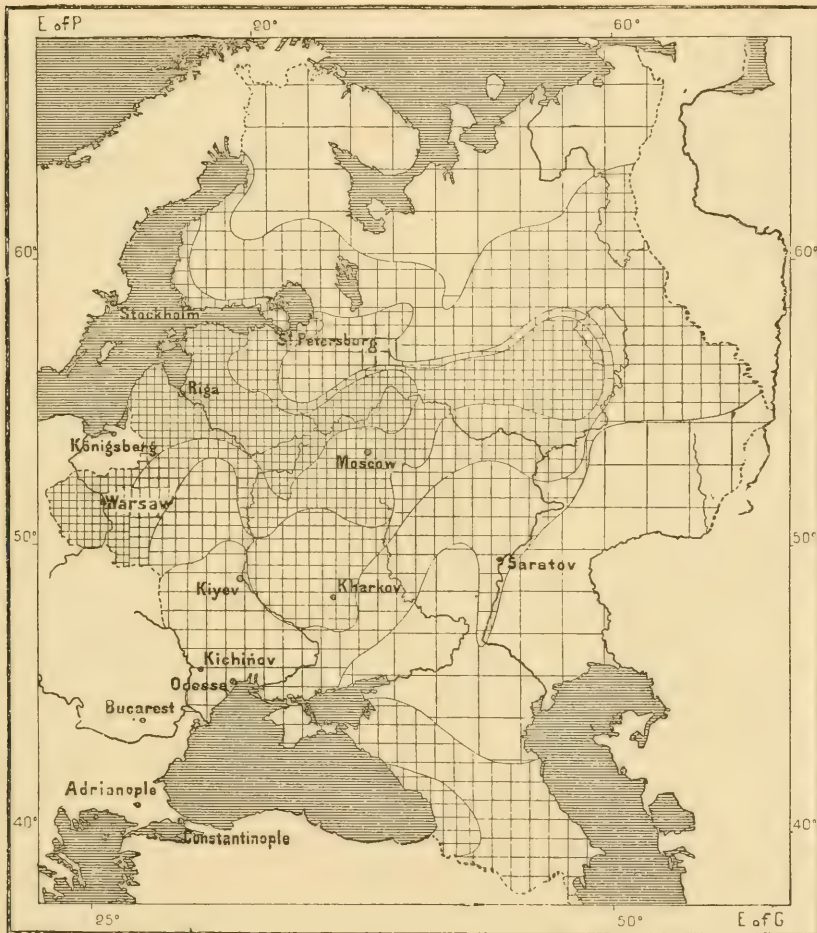 E of P 20° 60°
60° 60°
Stockholm
St Petersburg
Riga
Königsberg
Moscow
Warsaw
50° 50°
Saratov
Kiyev
Kharkov
Kichinov
Odesse
Bucarest
Adrianople
40° 40°
Constantinople
25° 50° E of G